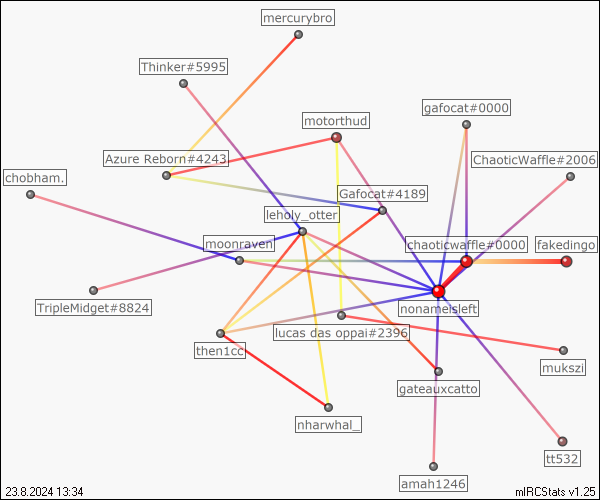 mercurybro
Thinker#5995
gafocat#0000
motorthud
Azure Reborn#4243
ChaoticWaffle#2006
chobham.
Gafocat#4189
leholy_otter
moonraven
chaoticwaffle#0000
fakedingo
TripleMidget#8824
nonameisleft
lucas das oppai#2396
then1cc
mukszi
gateauxcatto
nharwhal_
tt532
amah1246
23.8.2024 13:34
mIRCStats v1.25